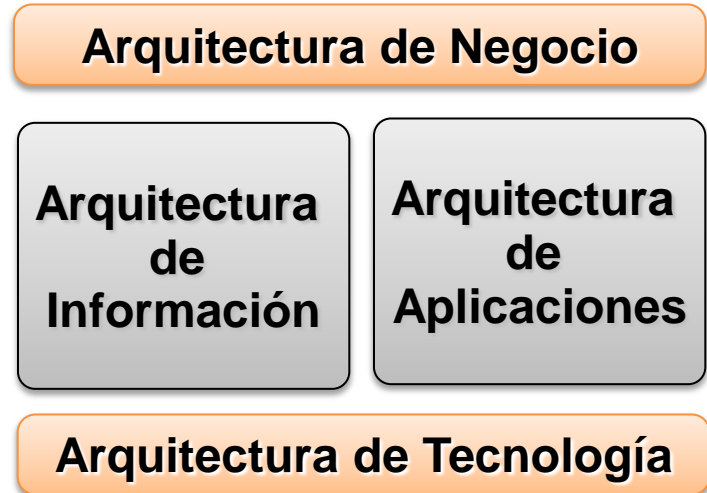 Arquitectura de Negocio
Arquitectura
de
Información
Arquitectura
de
Aplicaciones
Arquitectura de Tecnología